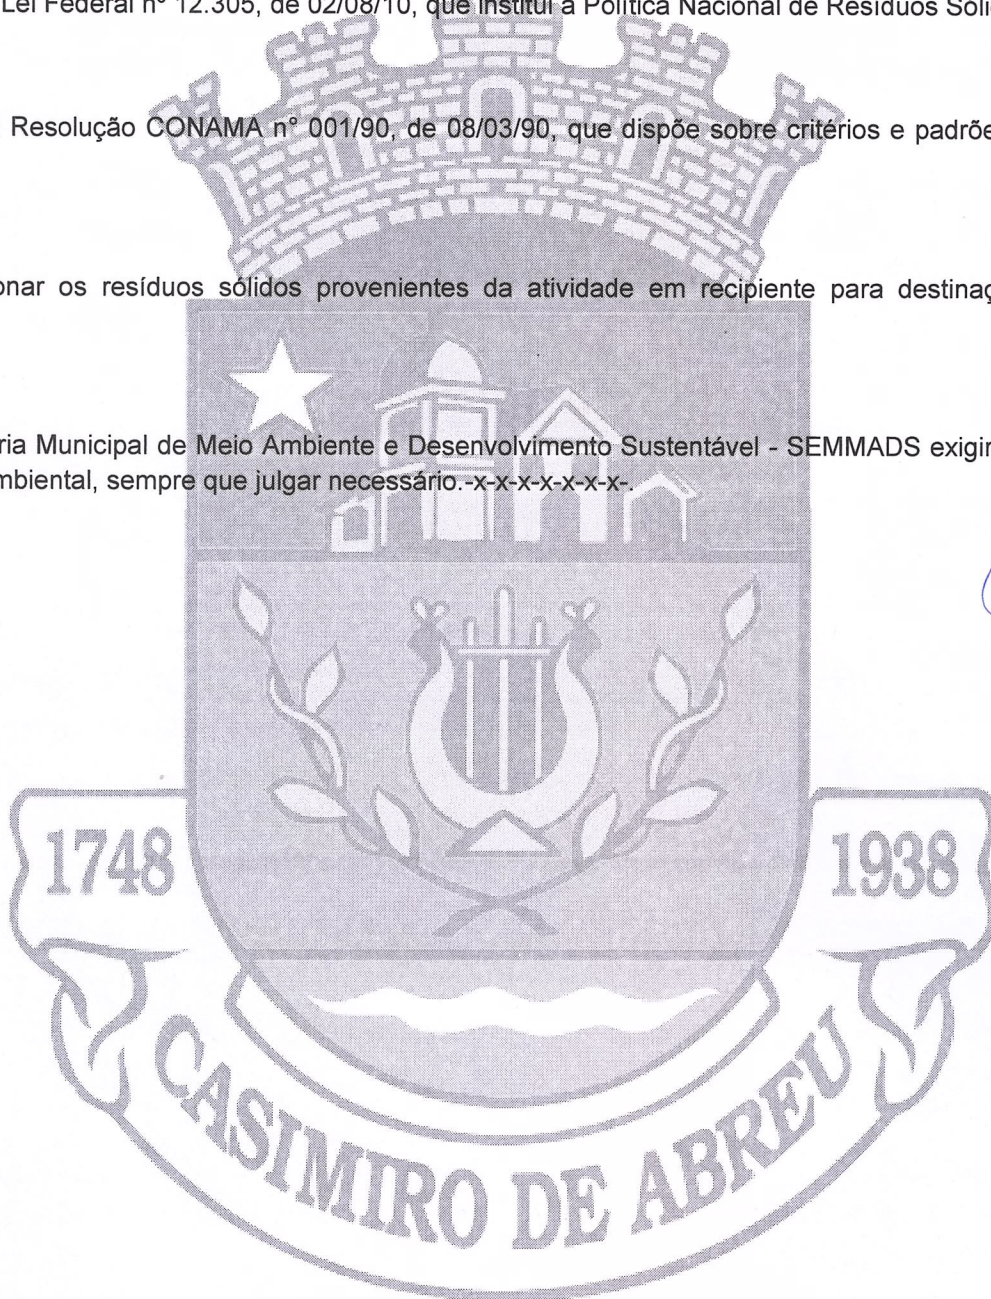 Lei Federal nº 12.305, de 02/08/10, que institui a Política Nacional de Resíduos Sóli
Resolução CONAMA n° 001/90, de 08/03/90, que dispõe sobre critérios e padrõe
onar os resíduos sólidos provenientes da atividade em recipiente para destinaç
ria Municipal de Meio Ambiente e Desenvolvimento Sustentável - SEMMADS exigir
mbiental, sempre que julgar necessário.-x-x-x-x-x-x-x-.
1748
1938
CASIMIRO DE ABREU